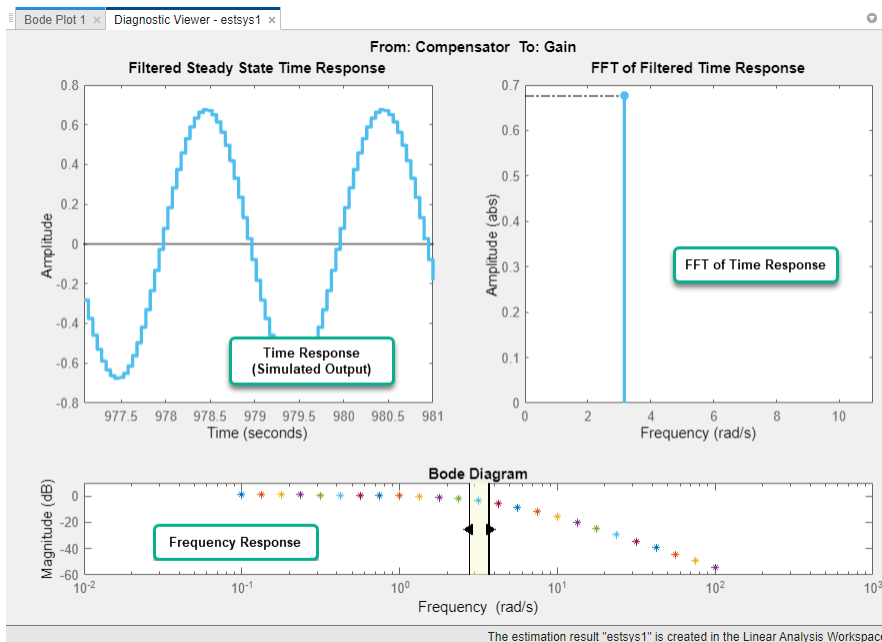 Bode Plot 1 × Diagnostic Viewer - estsys1 ×
From: Compensator To: Gain
Filtered Steady State Time Response
0.8
0.6
0.4
0.2
0
-0.2
-0.4
-0.6
-0.8
Amplitude
Time Response
(Simulated Output)
977.5 978 978.5 979 979.5 980 980.5 981
Time (seconds)
FFT of Filtered Time Response
0.7
0.6
0.5
0.4
0.3
0.2
0.1
0
Amplitude (abs)
FFT of Time Response
0 2 4 6 8 10
Frequency (rad/s)
Bode Diagram
0
-20
-40
-60
Magnitude (dB)
Frequency Response
10-2 10-1 100 101 102 103
Frequency (rad/s)
The estimation result "estsys1" is created in the Linear Analysis Workspace